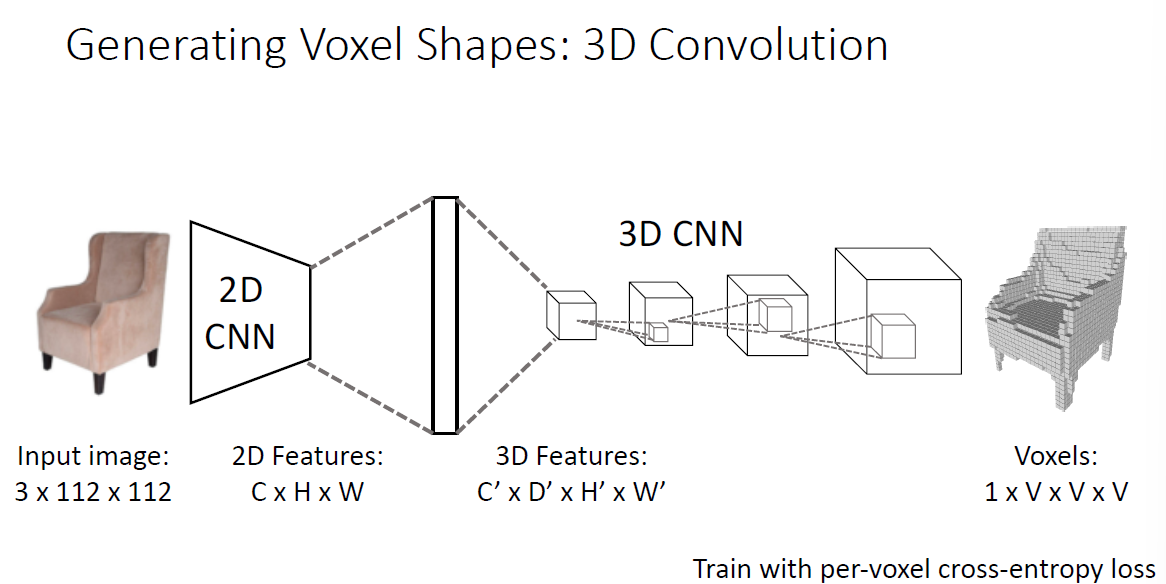 Generating Voxel Shapes: 3D Convolution
3D CNN
2D
CNN
Input image:
3 x 112 x 112
2D Features:
C x H x W
3D Features:
C’ x D’ x H’ x W’
Voxels:
1 x V x V x V
Train with per-voxel cross-entropy loss